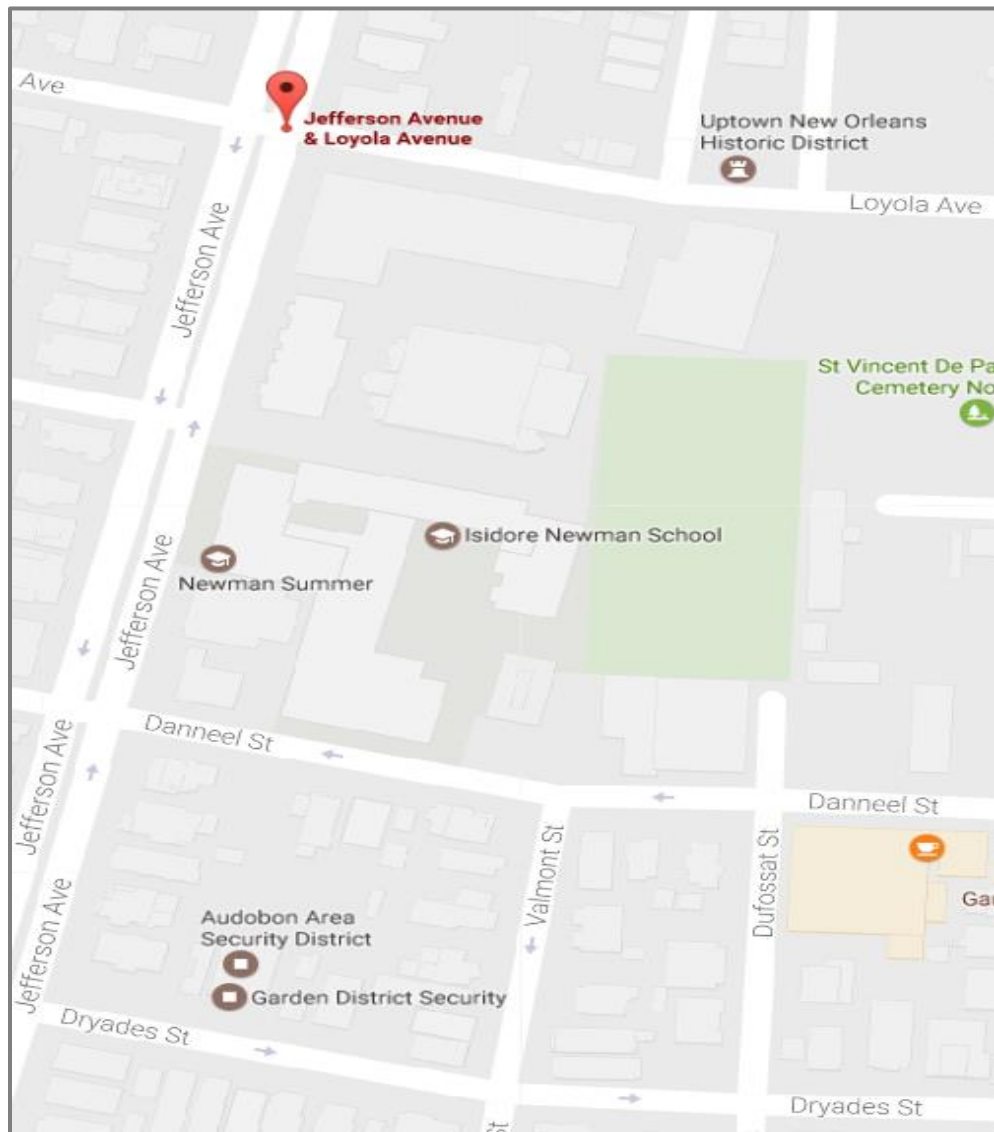 Ave
Jefferson Avenue
& Loyola Avenue
Uptown New Orleans
Historic District
Loyola Ave
Jefferson Ave
St Vincent De Pa
Cemetery No
Isidore Newman School
Newman Summer
Jefferson Ave
Danneel St
Jefferson Ave
Danneel St
Valmont St
Dufossat St
Gar
Audobon Area
Security District
Jefferson Ave
Garden District Security
Dryades St
Dryades St
St